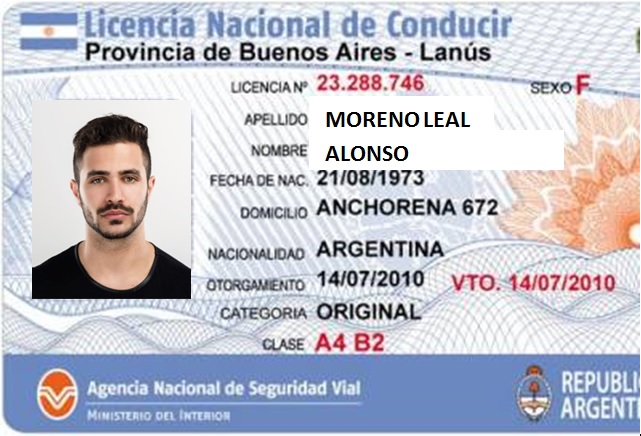 Licencia Nacional de Conducir
Provincia de Buenos Aires - Lanús
LICENCIA Nº 23.288.746 SEXO F
APELLIDO MORENO LEAL
NOMBRE ALONSO
FECHA DE NAC. 21/08/1973
DOMICILIO ANCHORENA 672
NACIONALIDAD ARGENTINA
OTORGAMIENTO 14/07/2010 VTO. 14/07/2010
CATEGORIA ORIGINAL
CLASE A4 B2
Agencia Nacional de Seguridad Vial
MINISTERIO DEL INTERIOR